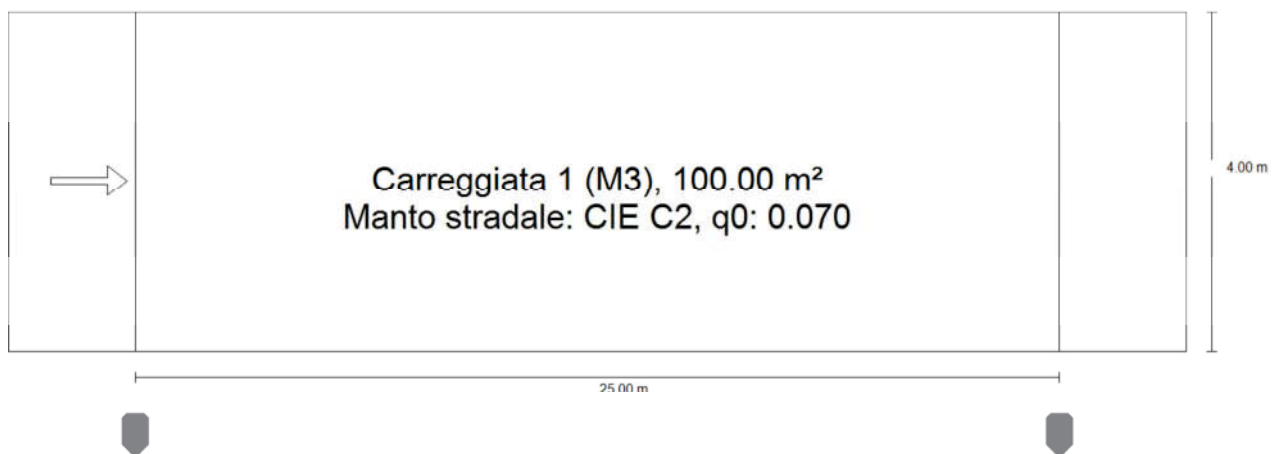 Carreggiata 1 (M3), 100.00 m²
Manto stradale: CIE C2, q0: 0.070
4.00 m
25.00 m